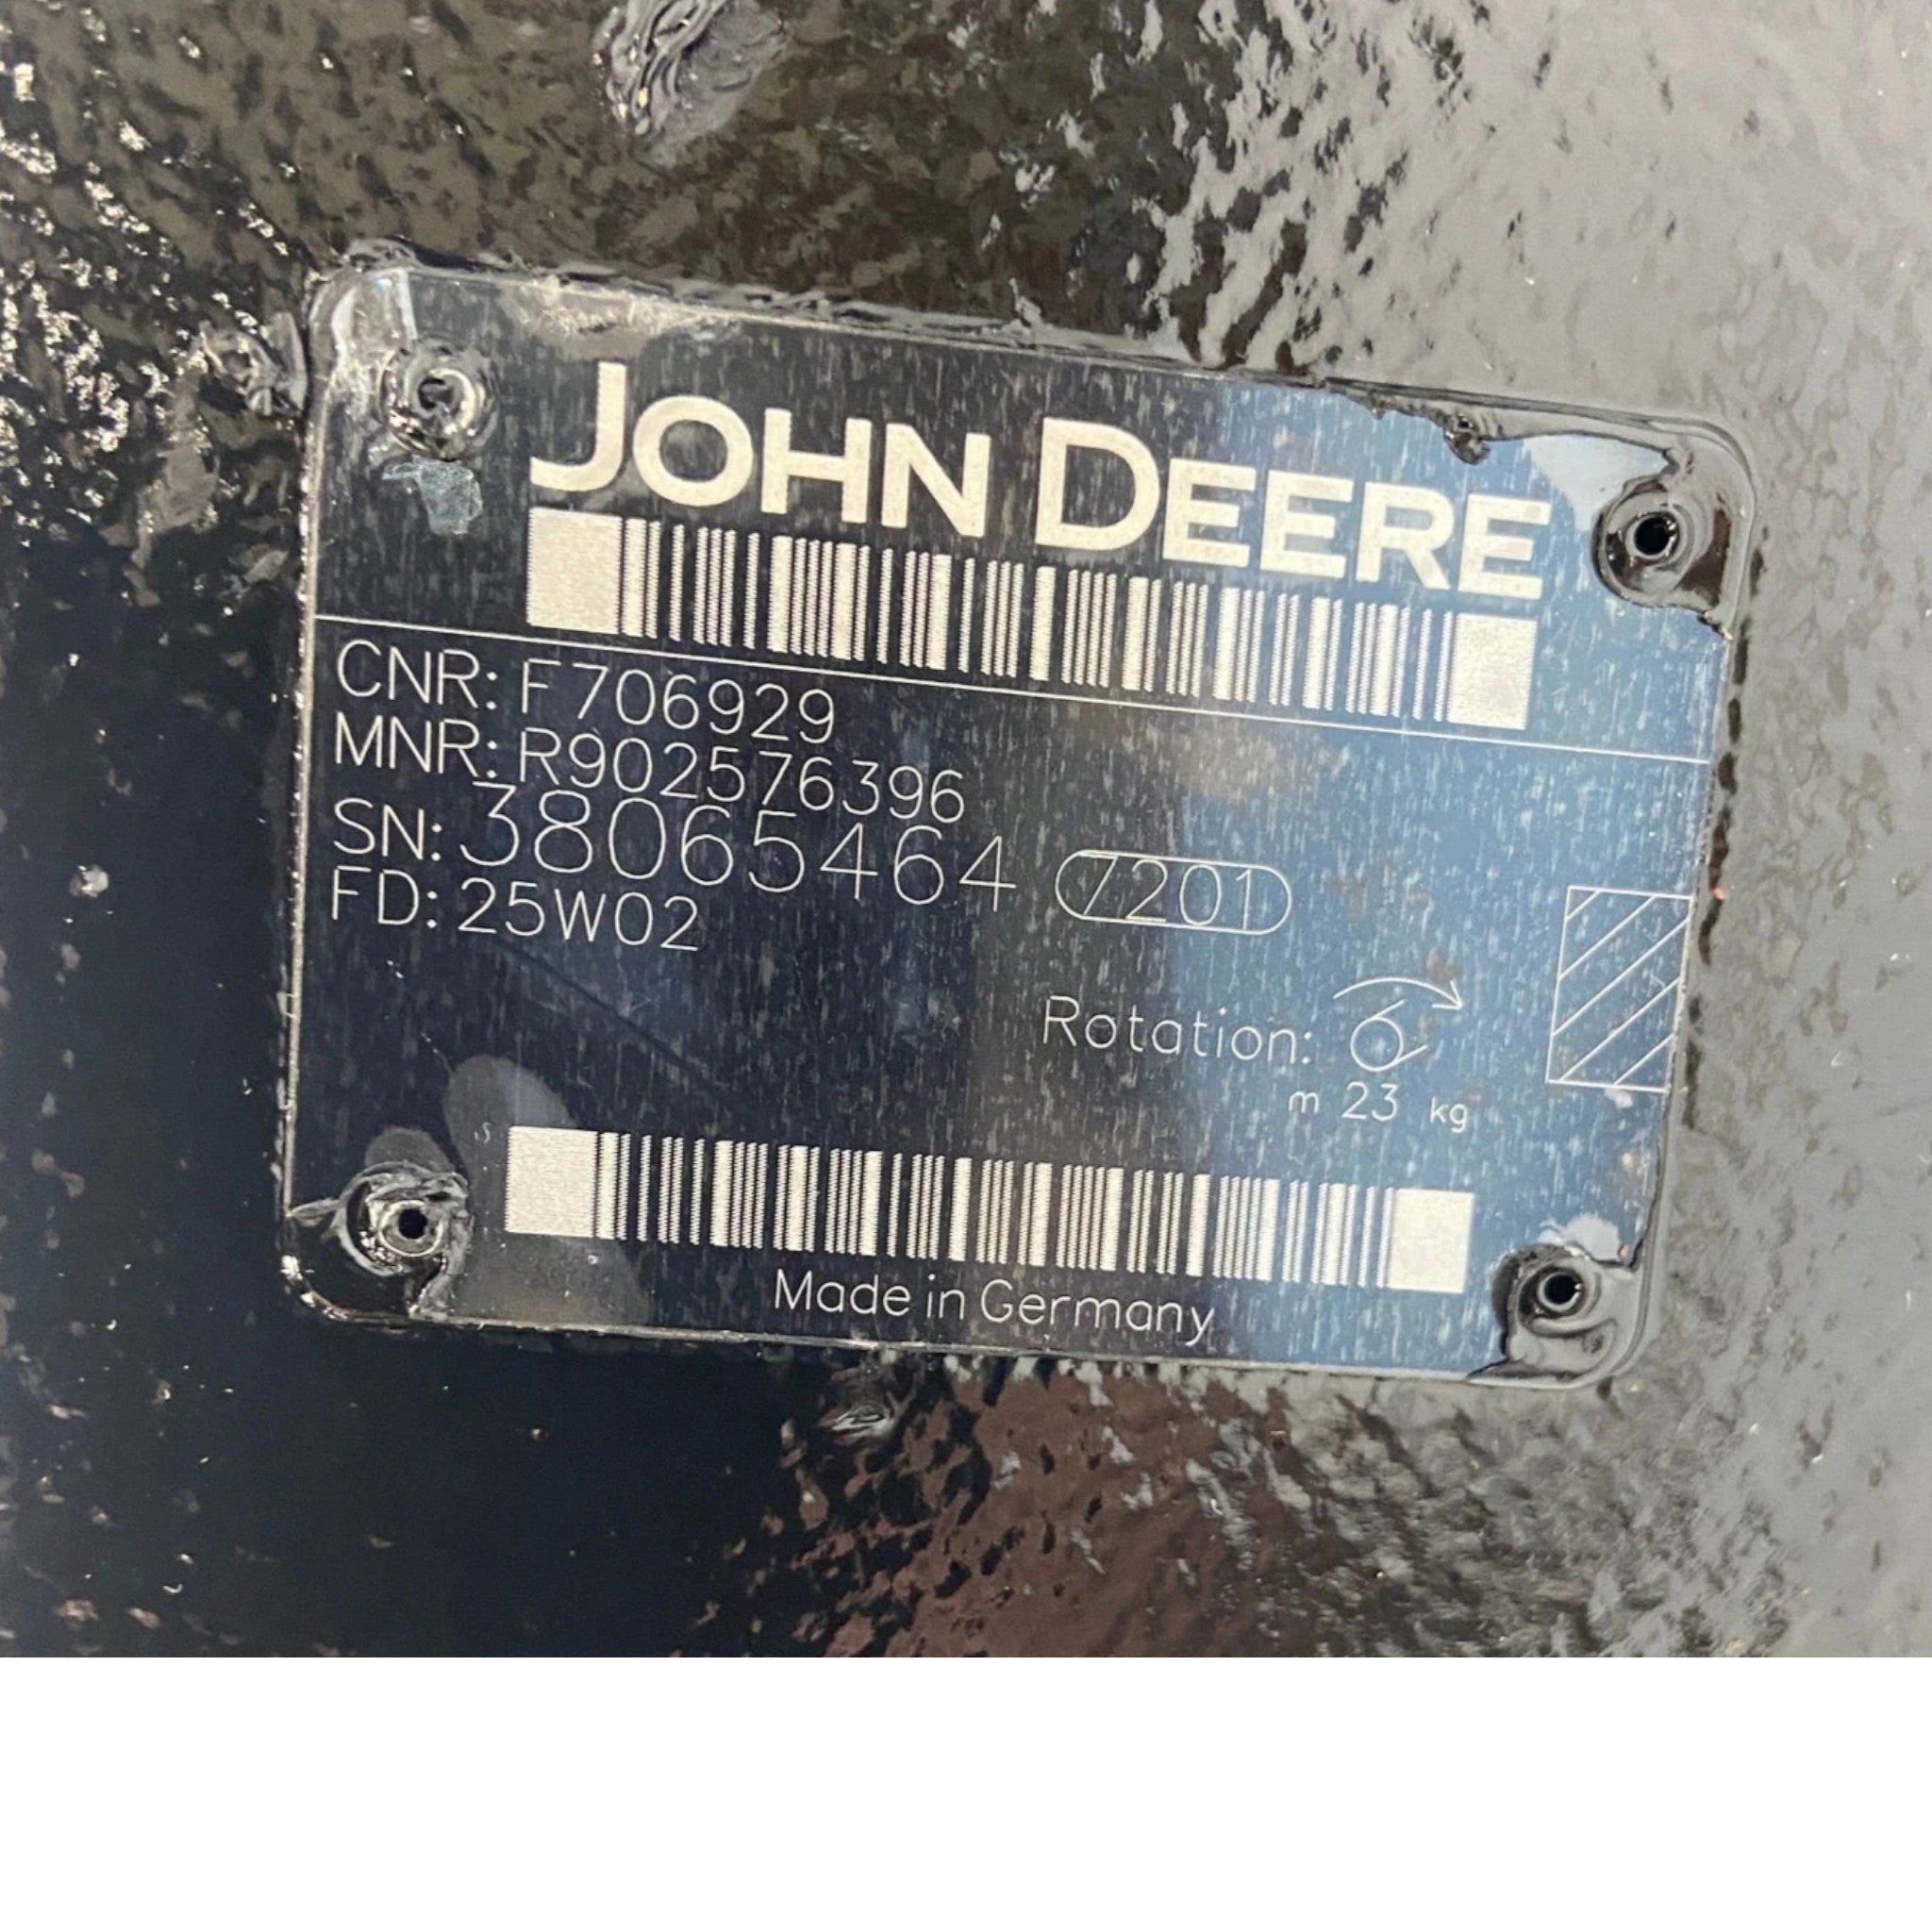 JOHN DEERE
CNR: F706929
MNR: R902576396
SN: 38065464 7201
FD: 25W02
Rotation:
m 23 kg
Made in Germany